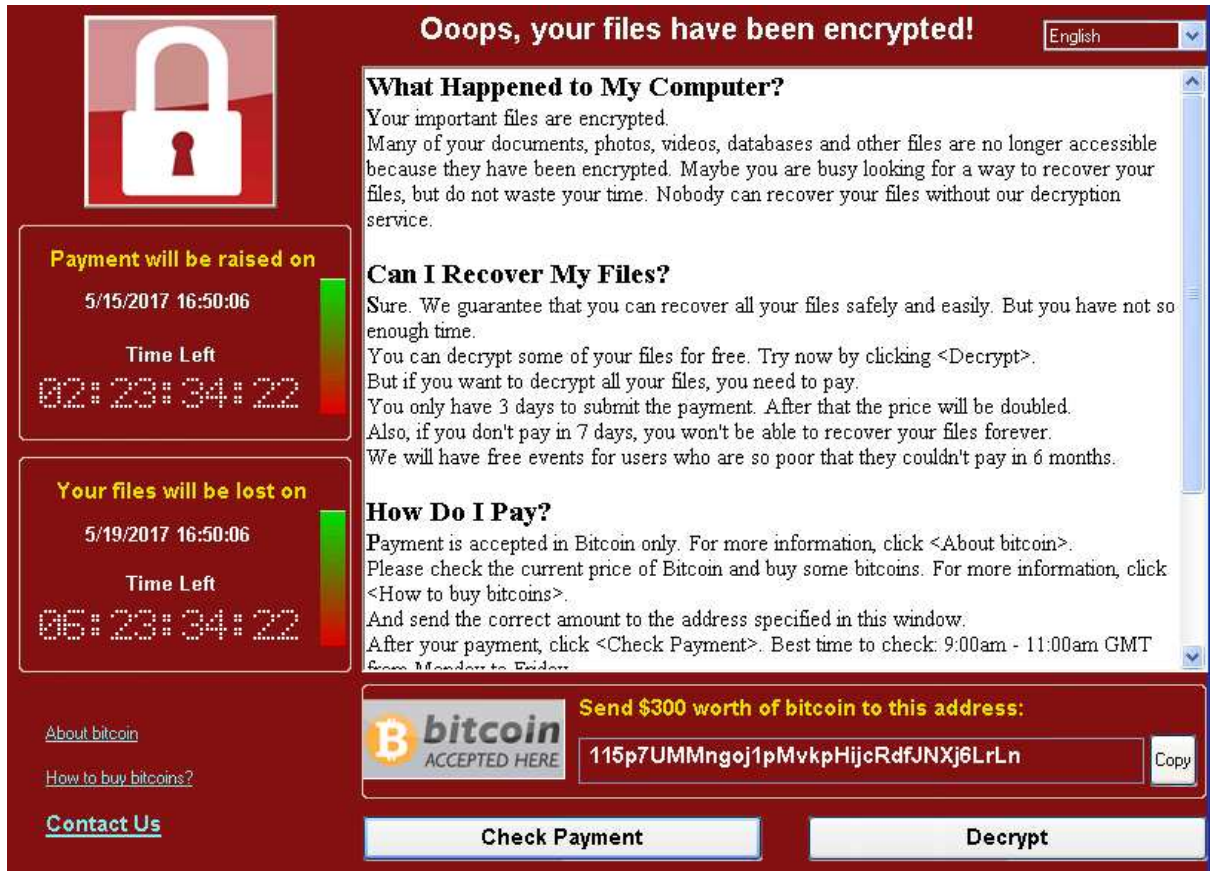 Ooops, your files have been encrypted!
English
Payment will be raised on
5/15/2017 16:50:06
Time Left
02:23:34:22
Your files will be lost on
5/19/2017 16:50:06
Time Left
06:23:34:22
About bitcoin
How to buy bitcoins?
Contact Us
What Happened to My Computer?
Your important files are encrypted.
Many of your documents, photos, videos, databases and other files are no longer accessible
because they have been encrypted. Maybe you are busy looking for a way to recover your
files, but do not waste your time. Nobody can recover your files without our decryption
service.
Can I Recover My Files?
Sure. We guarantee that you can recover all your files safely and easily. But you have not so
enough time.
You can decrypt some of your files for free. Try now by clicking <Decrypt>.
But if you want to decrypt all your files, you need to pay.
You only have 3 days to submit the payment. After that the price will be doubled.
Also, if you don't pay in 7 days, you won't be able to recover your files forever.
We will have free events for users who are so poor that they couldn't pay in 6 months.
How Do I Pay?
Payment is accepted in Bitcoin only. For more information, click <About bitcoin>.
Please check the current price of Bitcoin and buy some bitcoins. For more information, click
<How to buy bitcoins>.
And send the correct amount to the address specified in this window.
After your payment, click <Check Payment>. Best time to check: 9:00am - 11:00am GMT
from Monday to Friday
bitcoin
ACCEPTED HERE
Send $300 worth of bitcoin to this address:
115p7UMMngoj1pMvkpHijcRdfJNXj6LrLn
Copy
Check Payment
Decrypt